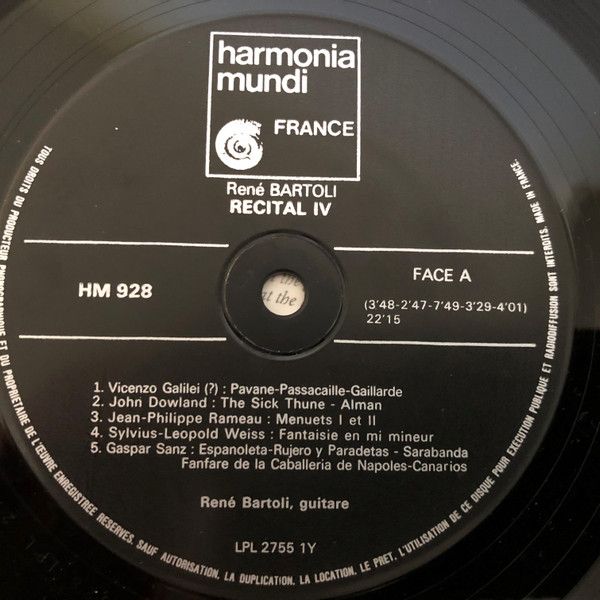 harmonia
mundi
FRANCE
René BARTOLI
RECITAL IV
HM 928
FACE A
(3'48-2'47-7'49-3'29-4'01)
22'15
the
at the
1. Vicenzo Galilei (?) : Pavane-Passacaille-Gaillarde
2. John Dowland : The Sick Thune - Alman
3. Jean-Philippe Rameau : Menuets I et II
4. Sylvius-Leopold Weiss : Fantaisie en mi mineur
5. Gaspar Sanz : Espanoleta-Rujero y Paradetas - Sarabanda
Fanfare de la Caballeria de Napoles-Canarios
René Bartoli, guitare
LPL 2755 1Y
TOUS DROITS DU PRODUCTEUR PHONOGRAPHIQUE ET DU PROPRIETAIRE DE L'ŒUVRE ENREGISTREE RESERVES. SAUF AUTORISATION, LA DUPLICATION, LA LOCATION, LE PRET, L'UTILISATION DE CE DISQUE POUR EXECUTION PUBLIQUE ET RADIODIFFUSION SONT INTERDITS. MADE IN FRANCE.